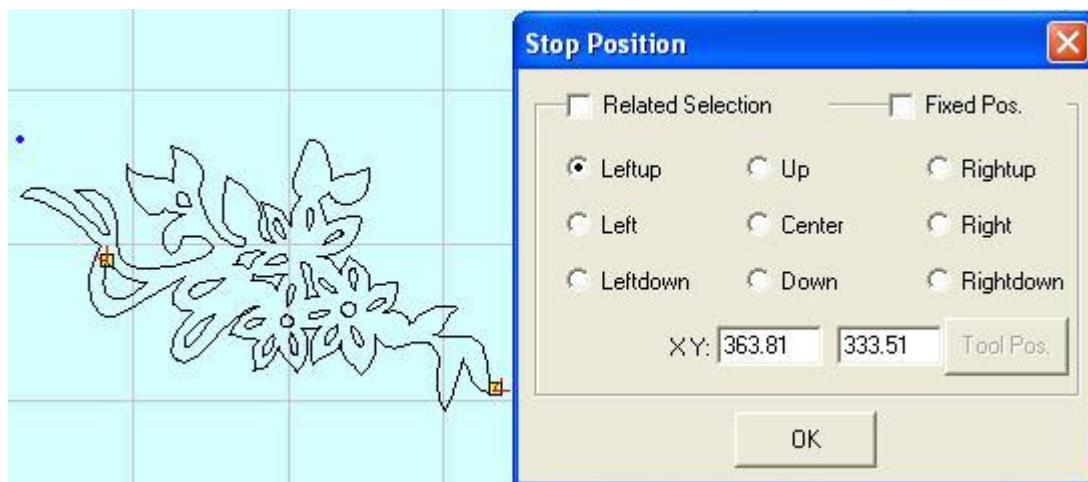 Stop Position
Related Selection Fixed Pos.
Leftup Up Rightup
Left Center Right
Leftdown Down Rightdown
X Y: 363.81 333.51 Tool Pos.
OK